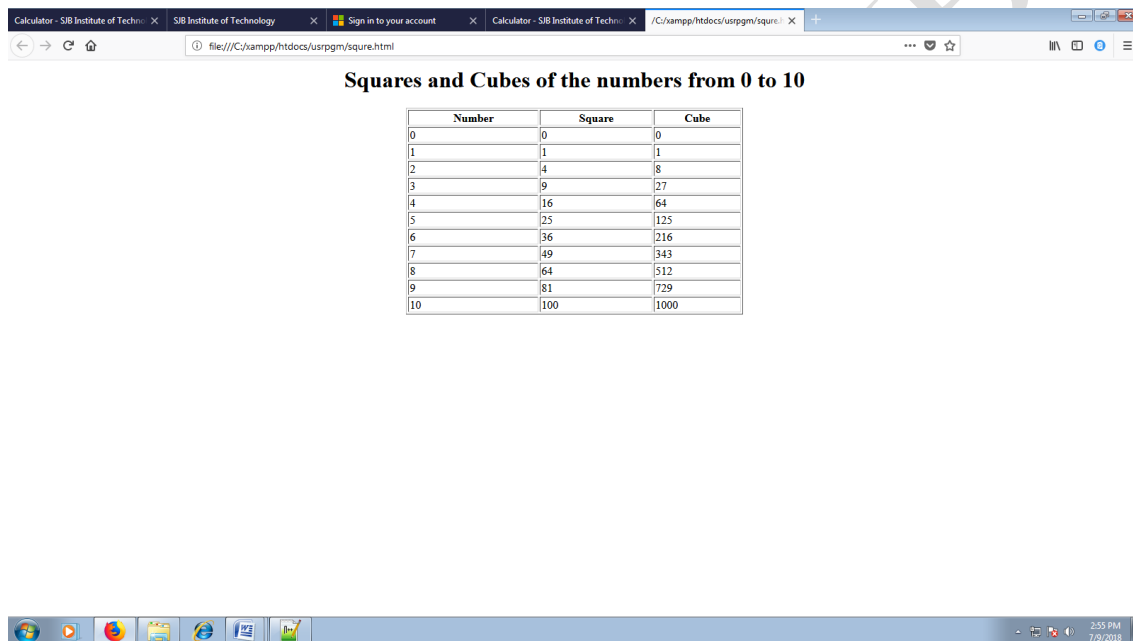 Calculator - SJB Institute of Techno SJB Institute of Technology Sign in to your account Calculator - SJB Institute of Techno /C:/xampp/htdocs/usrpgm/squre.h
file:///C:/xampp/htdocs/usrpgm/squre.html
Squares and Cubes of the numbers from 0 to 10
Number Square Cube
0 0 0
1 1 1
2 4 8
3 9 27
4 16 64
5 25 125
6 36 216
7 49 343
8 64 512
9 81 729
10 100 1000
2:55 PM
7/9/2018